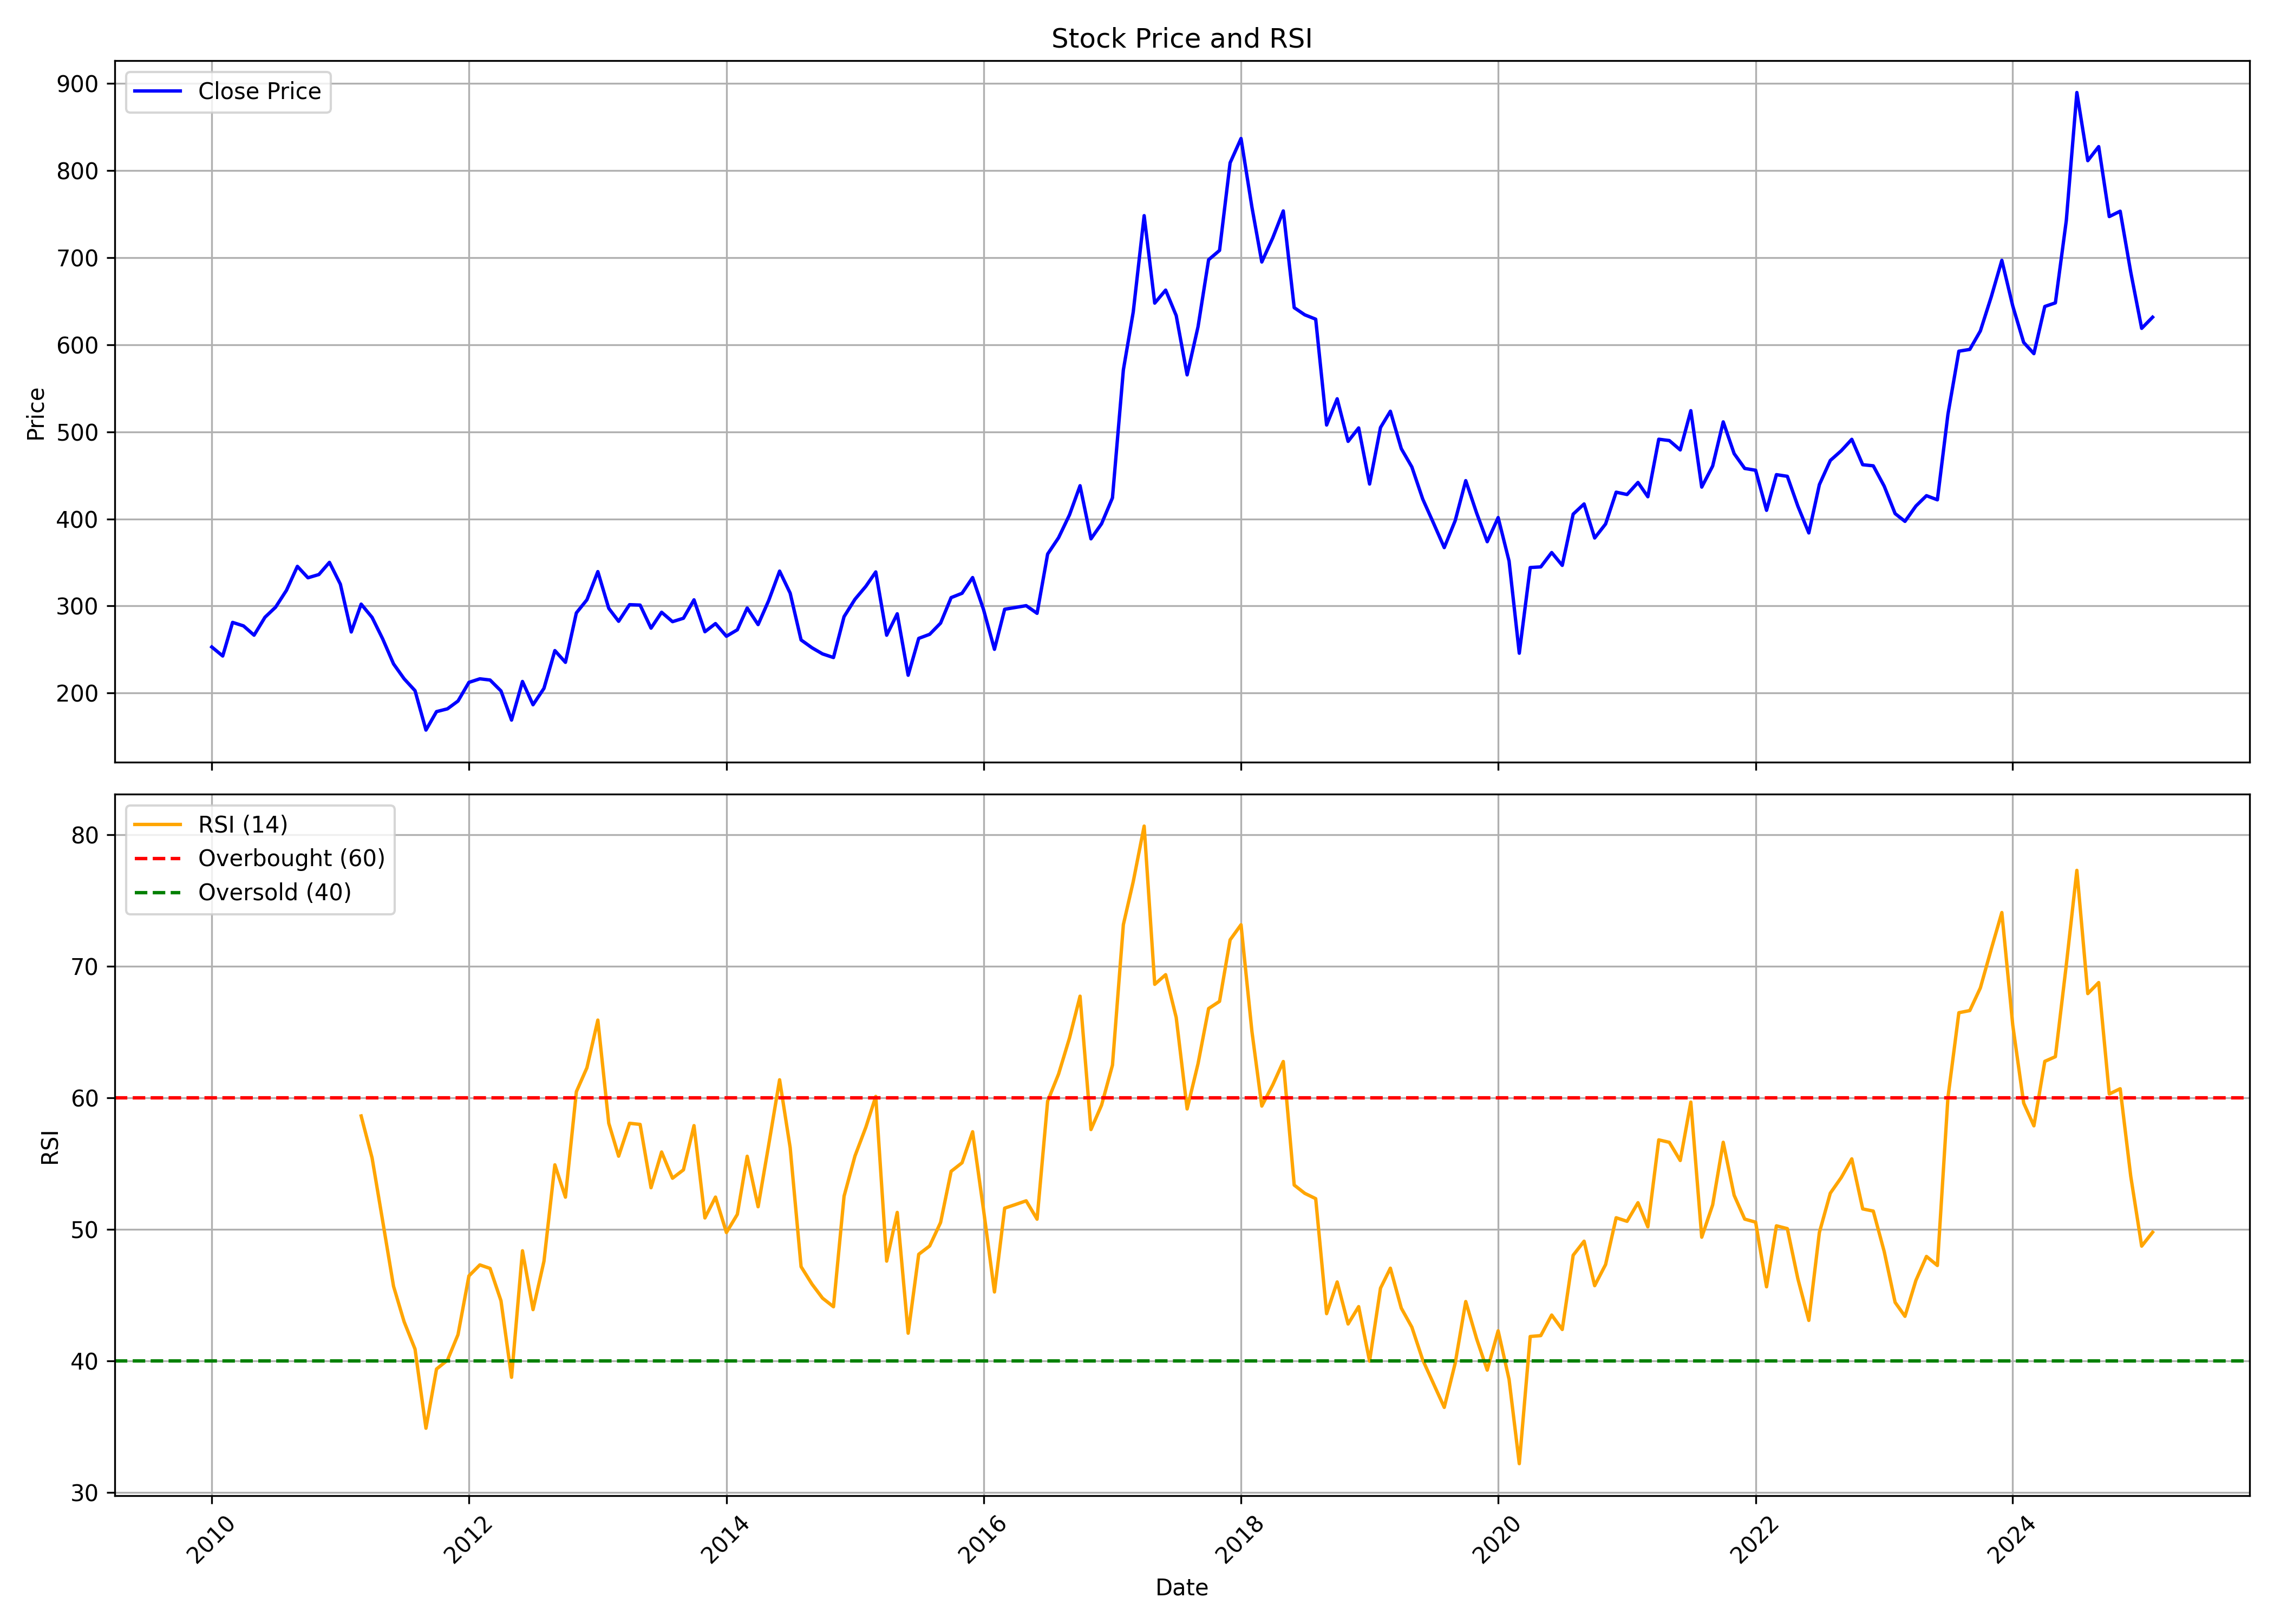 Stock Price and RSI
Close Price
900
800
700
600
500
400
300
200
Price
RSI (14)
Overbought (60)
Oversold (40)
80
70
60
50
40
30
RSI
2010 2012 2014 2016 2018 2020 2022 2024
Date